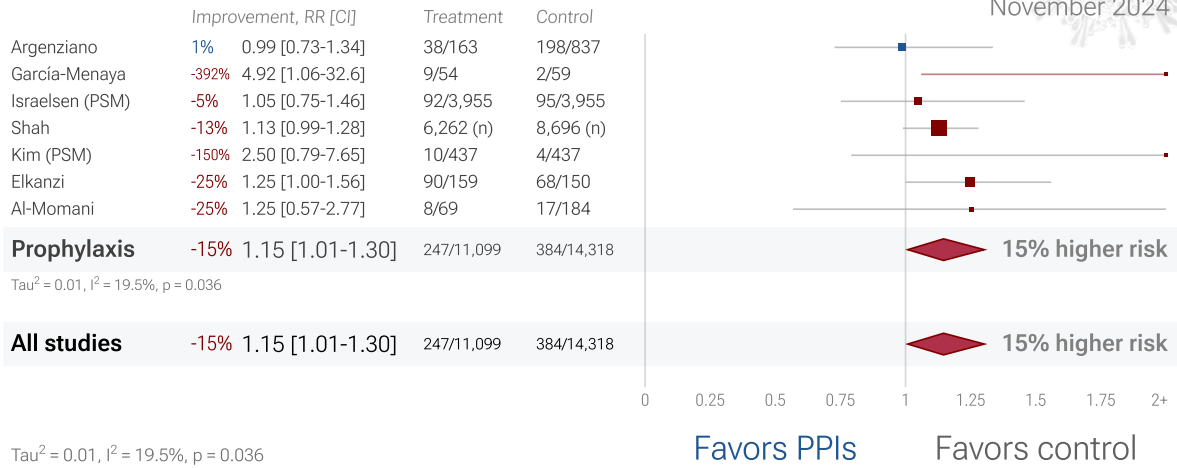 November 2024
Improvement, RR [CI] Treatment Control
Argenziano 1% 0.99 [0.73-1.34] 38/163 198/837
García-Menaya -392% 4.92 [1.06-32.6] 9/54 2/59
Israelsen (PSM) -5% 1.05 [0.75-1.46] 92/3,955 95/3,955
Shah -13% 1.13 [0.99-1.28] 6,262 (n) 8,696 (n)
Kim (PSM) -150% 2.50 [0.79-7.65] 10/437 4/437
Elkanzi -25% 1.25 [1.00-1.56] 90/159 68/150
Al-Momani -25% 1.25 [0.57-2.77] 8/69 17/184
Prophylaxis -15% 1.15 [1.01-1.30] 247/11,099 384/14,318 15% higher risk
Tau² = 0.01, I² = 19.5%, p = 0.036
All studies -15% 1.15 [1.01-1.30] 247/11,099 384/14,318 15% higher risk
0 0.25 0.5 0.75 1 1.25 1.5 1.75 2+
Tau² = 0.01, I² = 19.5%, p = 0.036 Favors PPIs Favors control